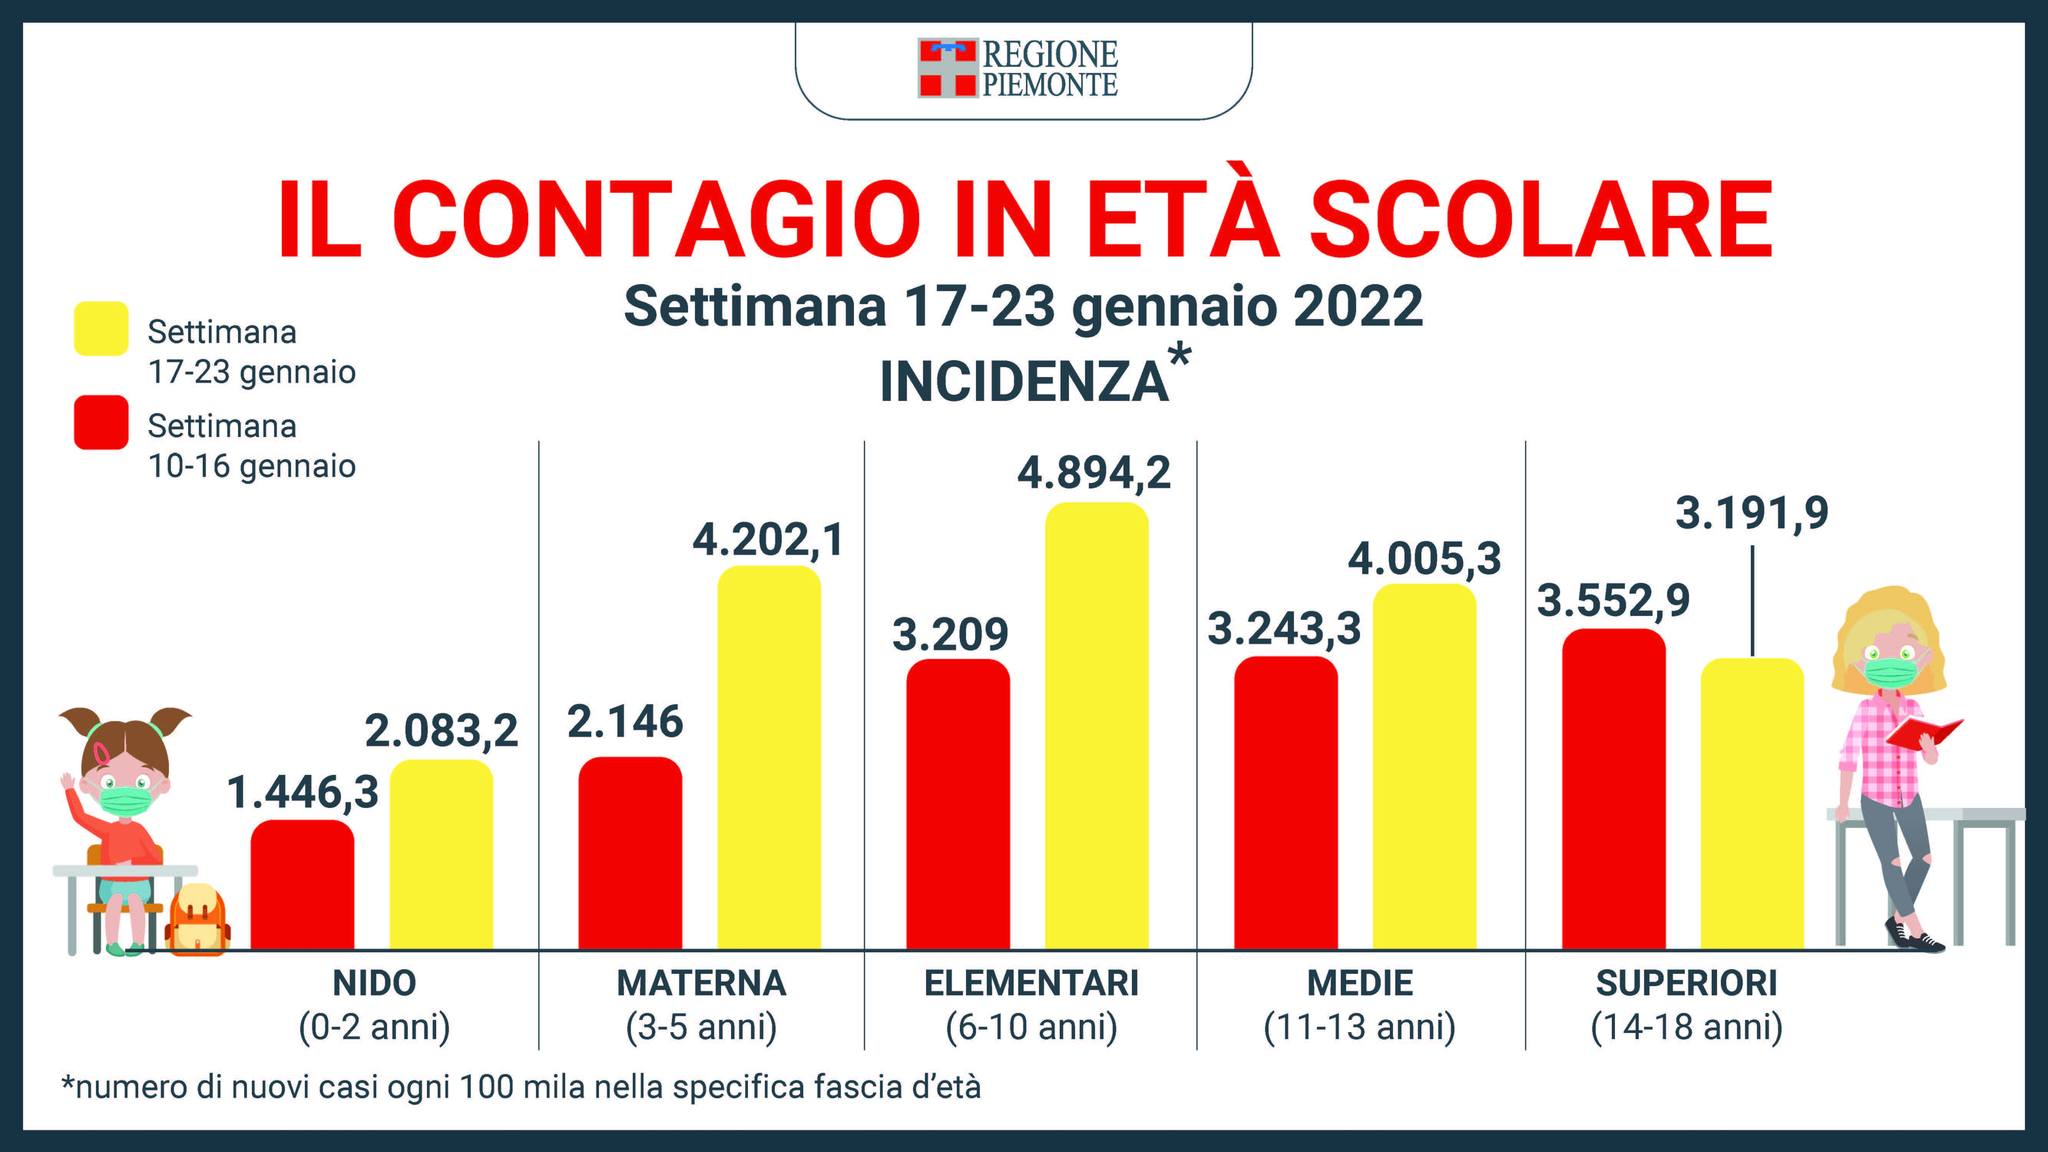 REGIONE
PIEMONTE
IL CONTAGIO IN ETÀ SCOLARE
Settimana 17-23 gennaio 2022
INCIDENZA*
Settimana
17-23 gennaio
Settimana
10-16 gennaio
1.446,3
2.083,2
2.146
4.202,1
3.209
4.894,2
3.243,3
4.005,3
3.552,9
3.191,9
NIDO
(0-2 anni)
MATERNA
(3-5 anni)
ELEMENTARI
(6-10 anni)
MEDIE
(11-13 anni)
SUPERIORI
(14-18 anni)
*numero di nuovi casi ogni 100 mila nella specifica fascia d’età